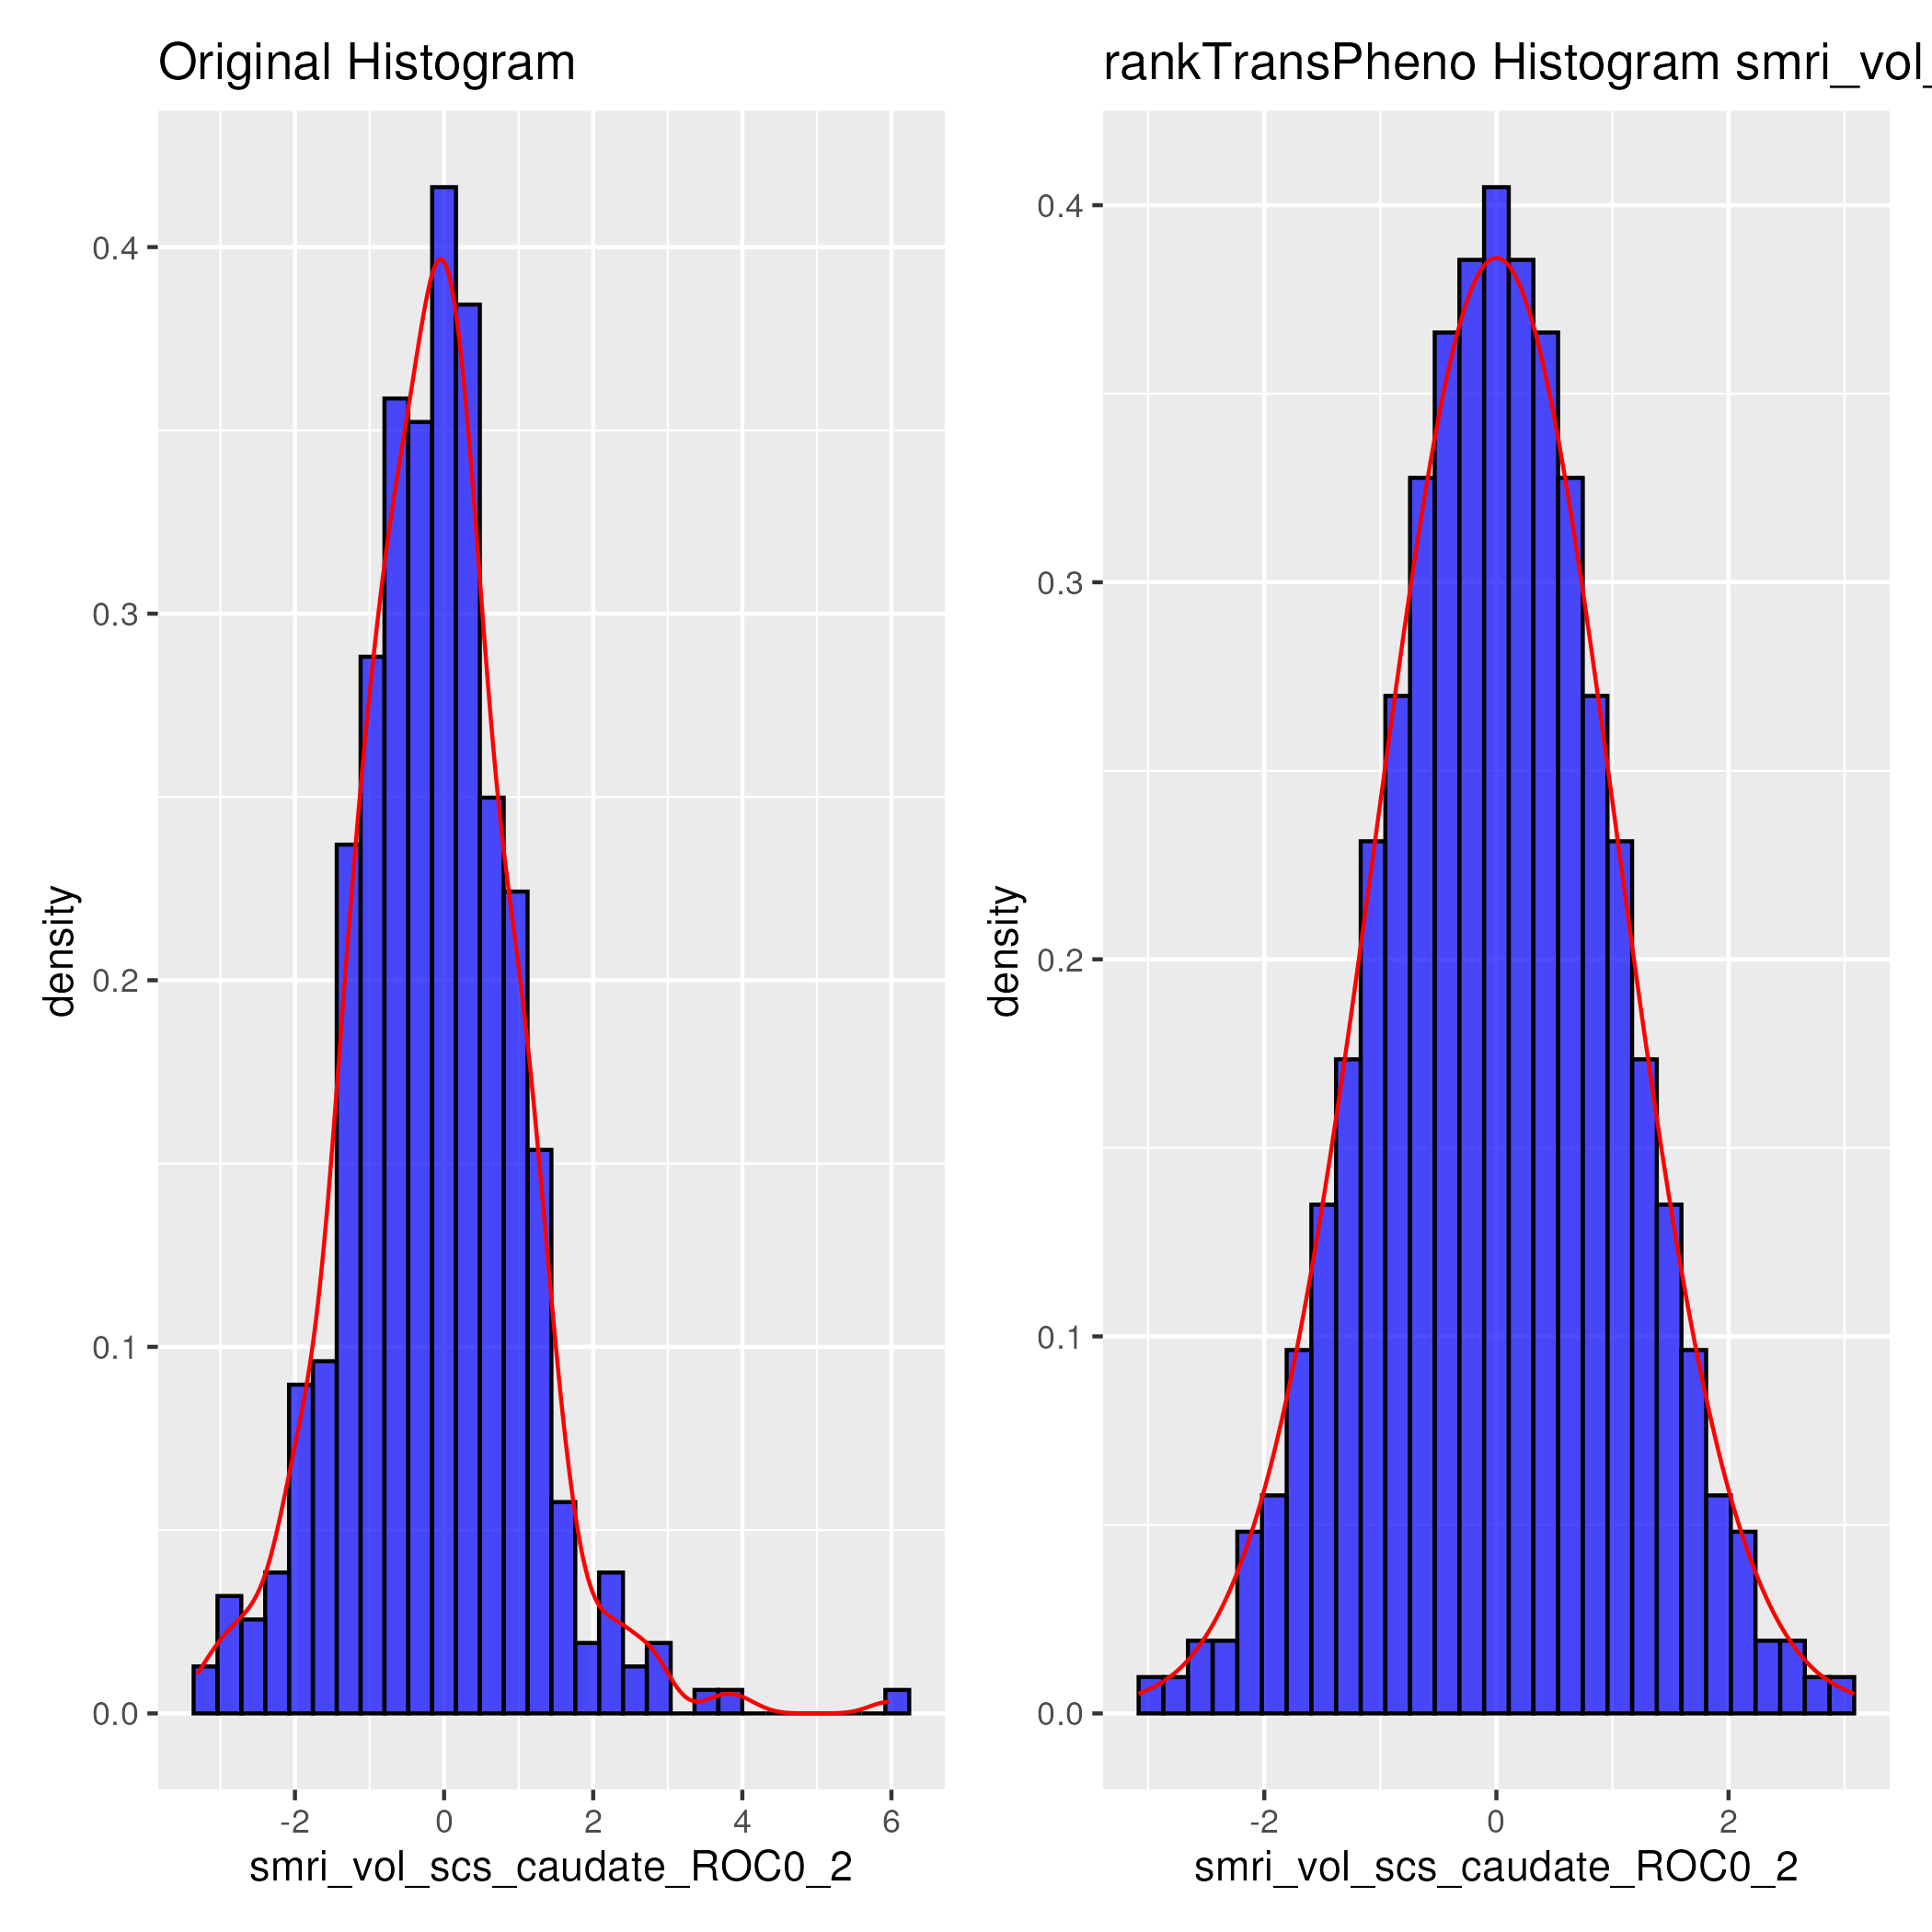 Original Histogram
density
0.4
0.3
0.2
0.1
0.0
-2 0 2 4 6
smri_vol_scs_caudate_ROC0_2
rankTransPheno Histogram smri_vol_
density
0.4
0.3
0.2
0.1
0.0
-2 0 2
smri_vol_scs_caudate_ROC0_2